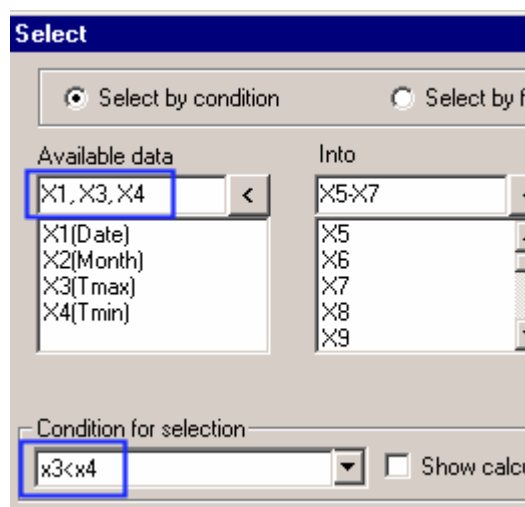 Select
Select by condition Select by f
Available data Into
X1, X3, X4 < X5-X7
X1(Date) X5
X2(Month) X6
X3(Tmax) X7
X4(Tmin) X8
X9
Condition for selection
x3<x4 Show calcu